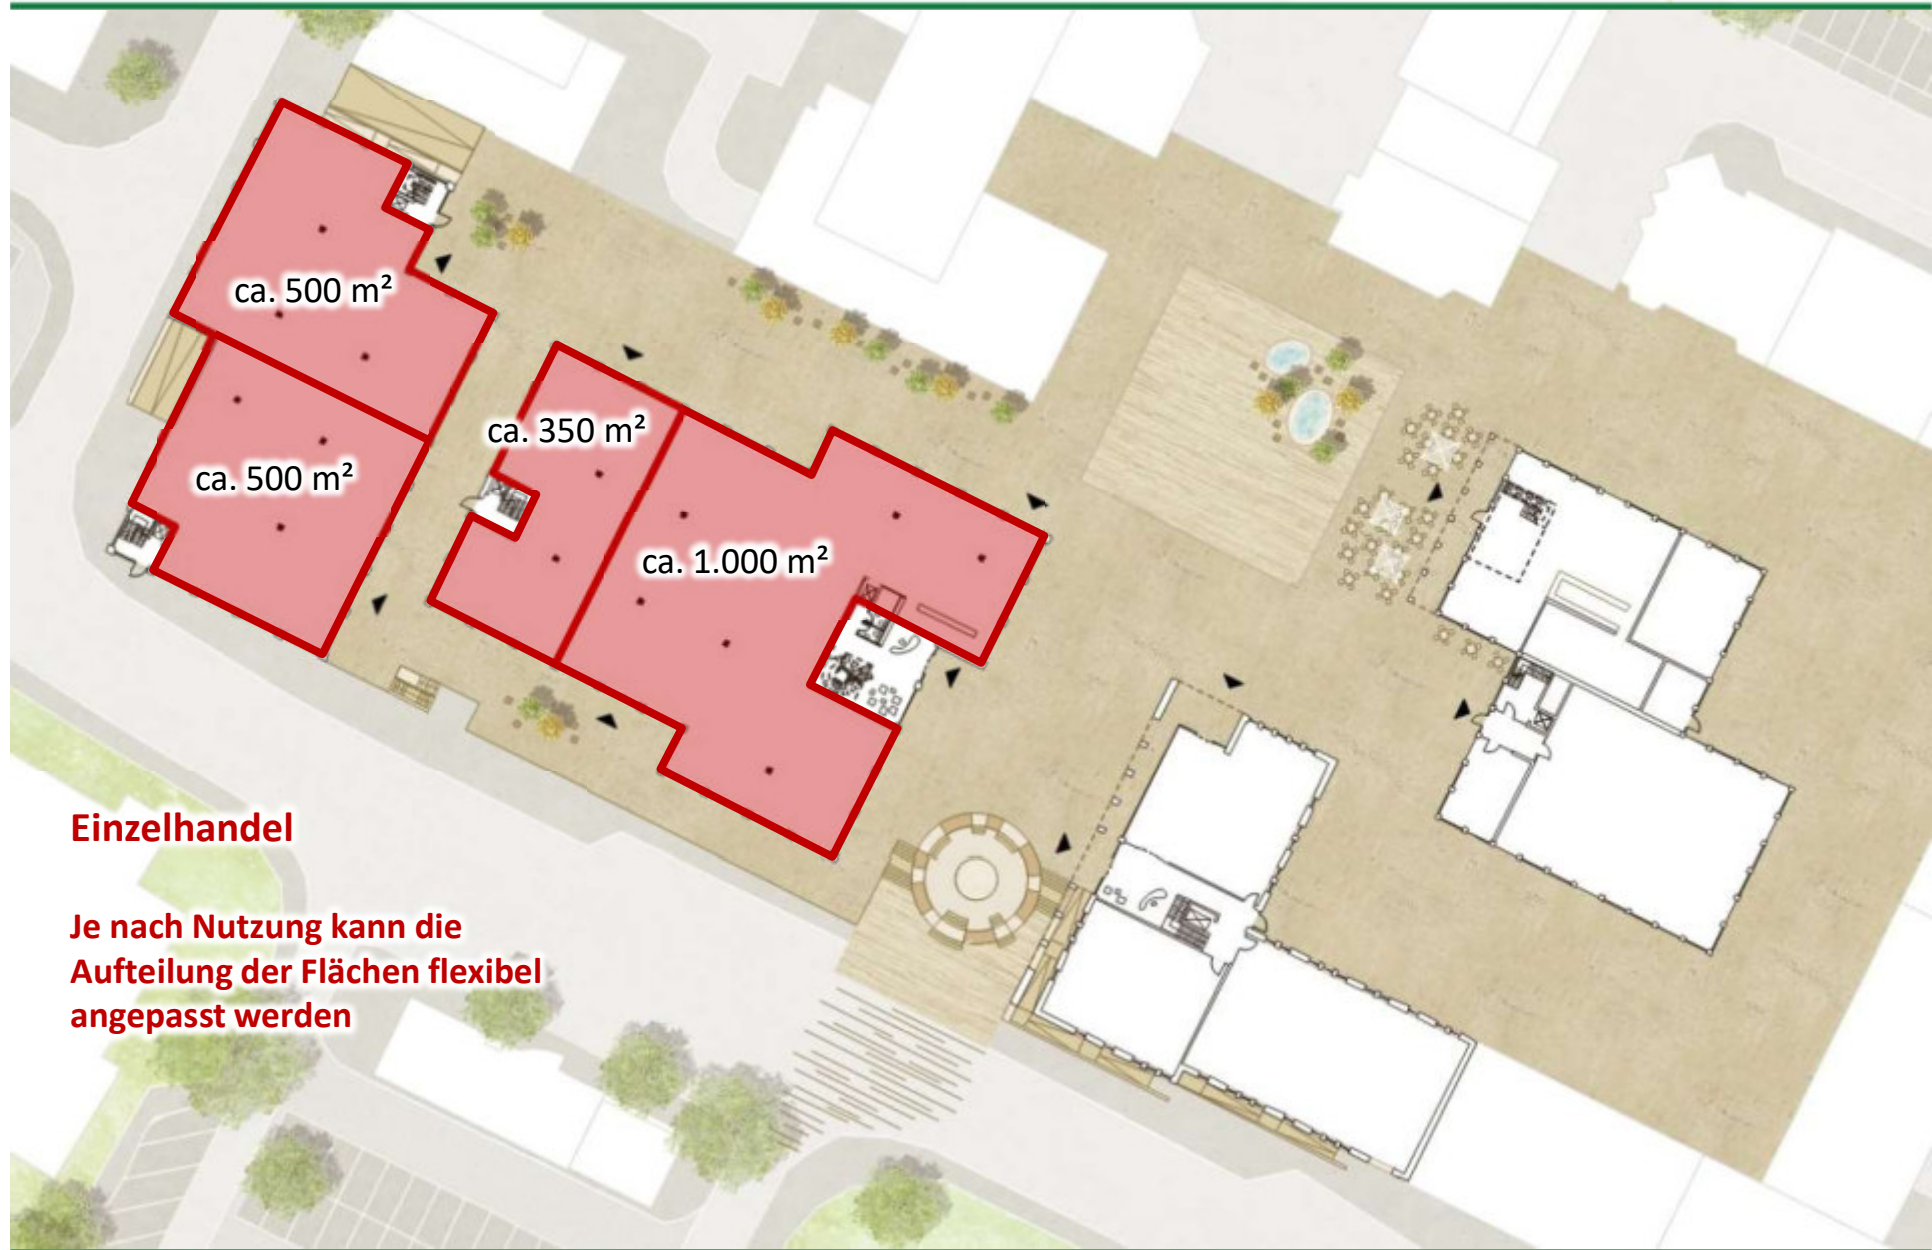 ca. 500 m²
ca. 350 m²
ca. 500 m²
ca. 1.000 m²
Einzelhandel
Je nach Nutzung kann die
Aufteilung der Flächen flexibel
angepasst werden